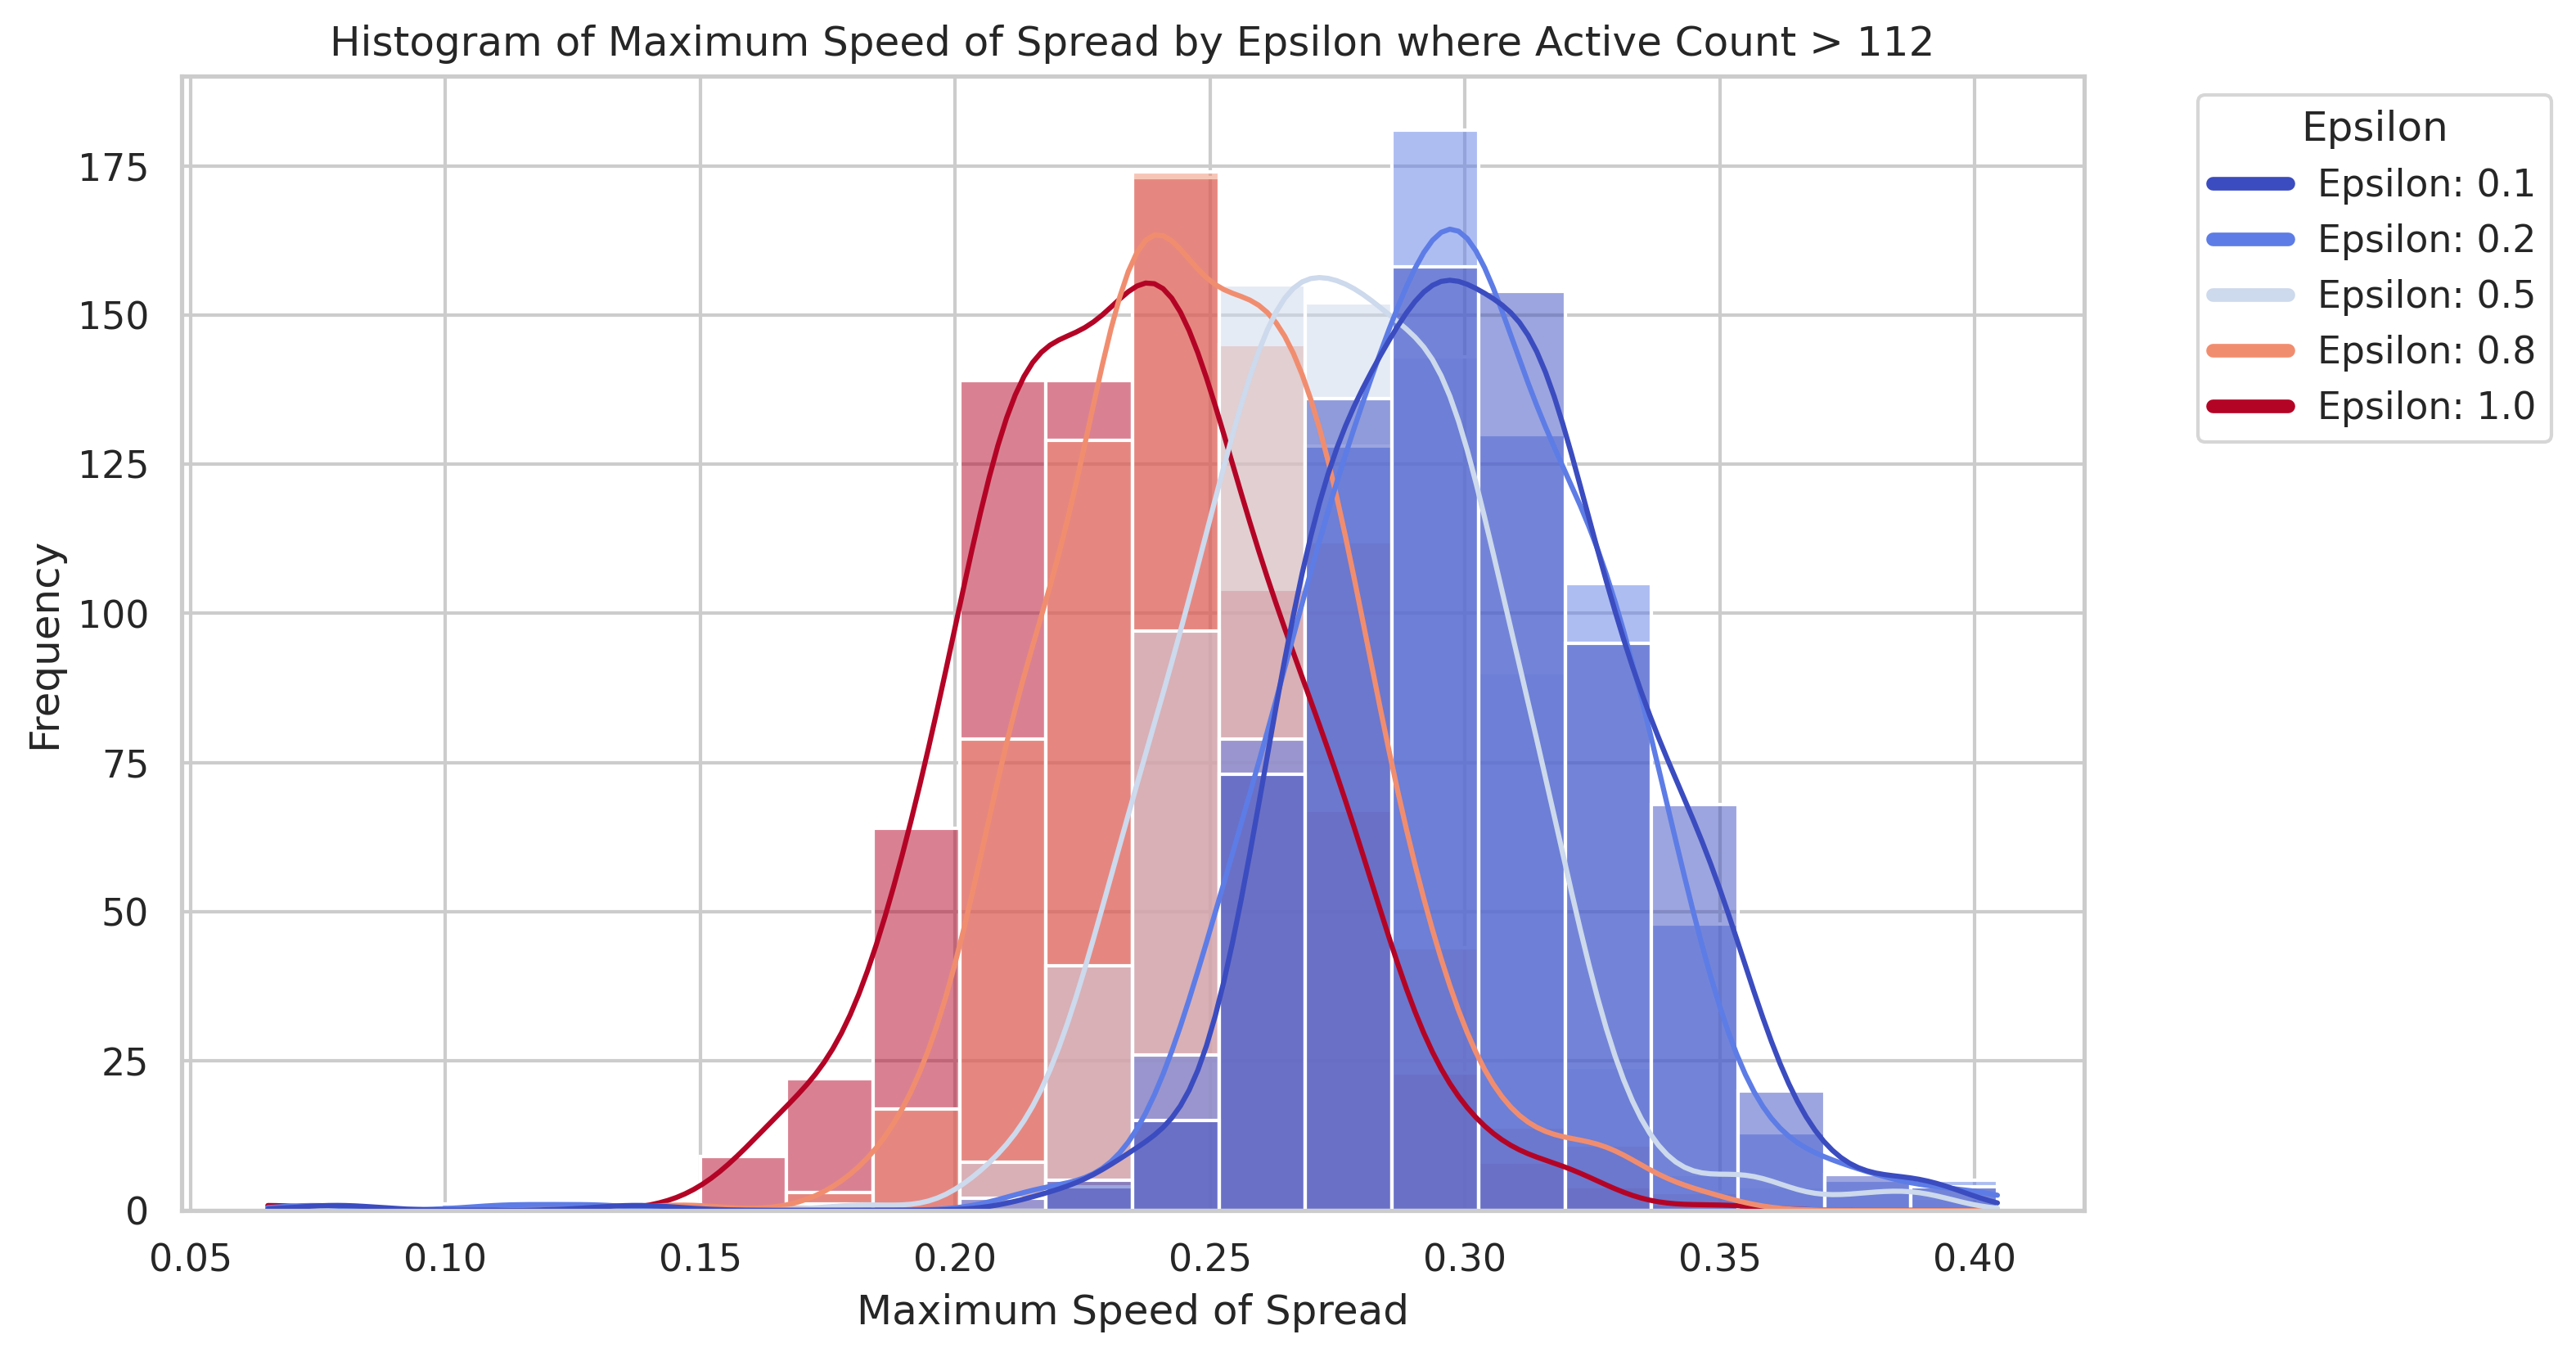 Histogram of Maximum Speed of Spread by Epsilon where Active Count > 112
Epsilon
Epsilon: 0.1
Epsilon: 0.2
Epsilon: 0.5
Epsilon: 0.8
Epsilon: 1.0
Frequency
175
150
125
100
75
50
25
0
0.05 0.10 0.15 0.20 0.25 0.30 0.35 0.40
Maximum Speed of Spread